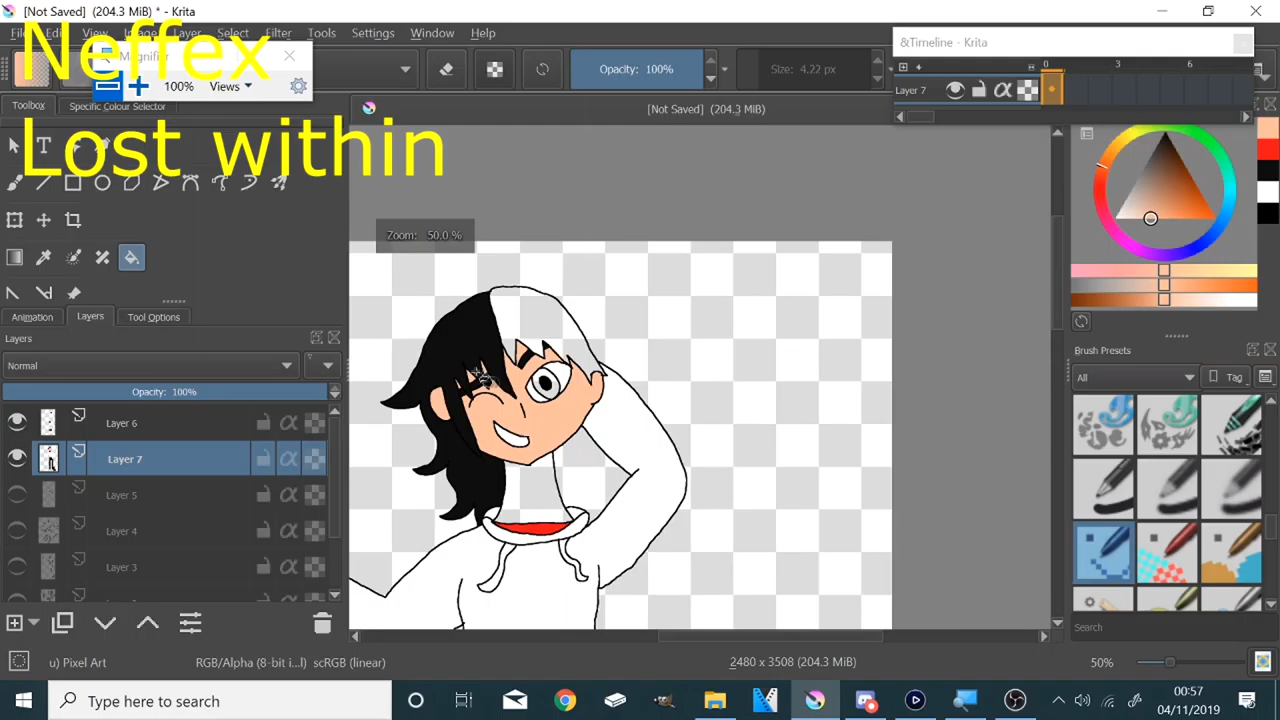 [Not Saved] (204.3 MiB) * - Krita
Neffex
Lost within
View
Image
Layer
Select
Filter
Tools
Settings
Window
Help
Magnifier
100%
Views
Opacity: 100%
Size: 4.22 px
&Timeline - Krita
0 3 6
Layer 7
Toolbox
Specific Colour Selector
[Not Saved] (204.3 MiB)
Zoom: 50.0 %
Animation
Layers
Tool Options
Layers
Normal
Opacity: 100%
Layer 6
Layer 7
Layer 5
Layer 4
Layer 3
Brush Presets
All
Tag
Search
u) Pixel Art
RGB/Alpha (8-bit i...l) scRGB (linear)
2480 x 3508 (204.3 MiB)
50%
Type here to search
00:57
04/11/2019